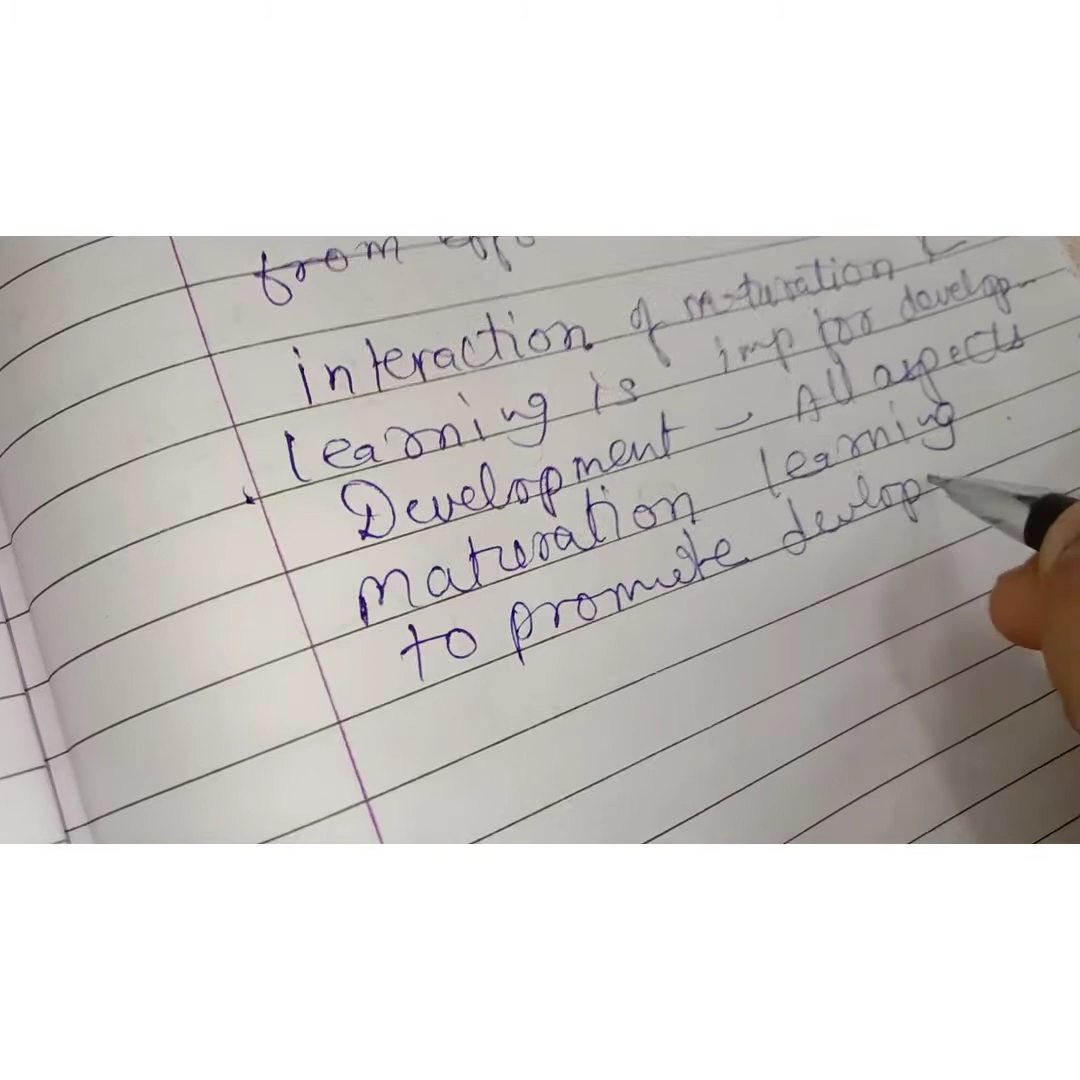 from
interaction of maturation &
learning is imp for develop
Development - All aspects
maturation learning
to promote develop